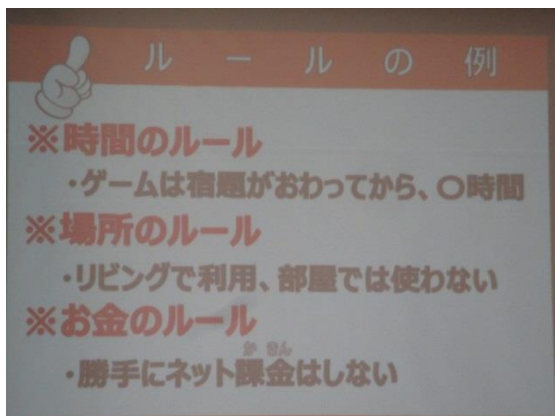 ルールの例
※時間のルール
・ゲームは宿題がおわってから、〇時間
※場所のルール
・リビングで利用、部屋では使わない
※お金のルール
かきん
・勝手にネット課金はしない